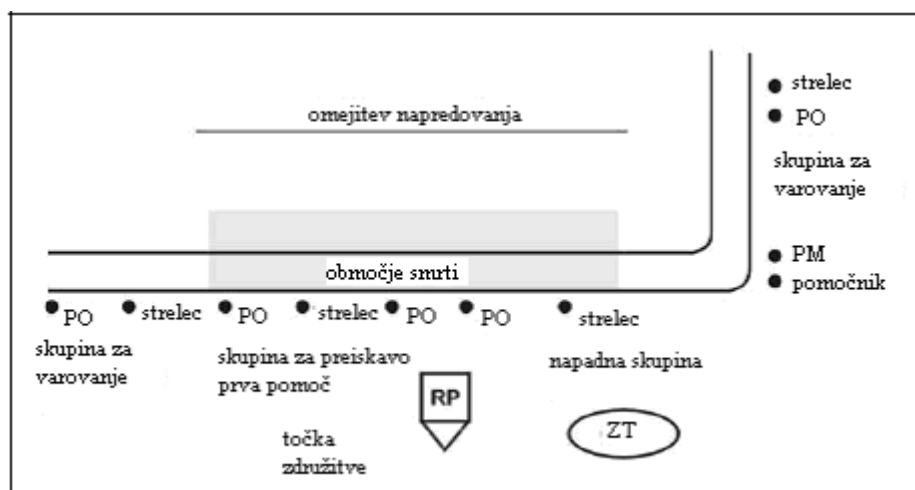 strelec
omejitev napredovanja
PO
skupina za
varovanje
PM
območje smrti
pomočnik
PO
strelec
PO
strelec
PO
PO
strelec
skupina za
varovanje
skupina za preiskavo
prva pomoč
napadna skupina
RP
ZT
točka
združitve